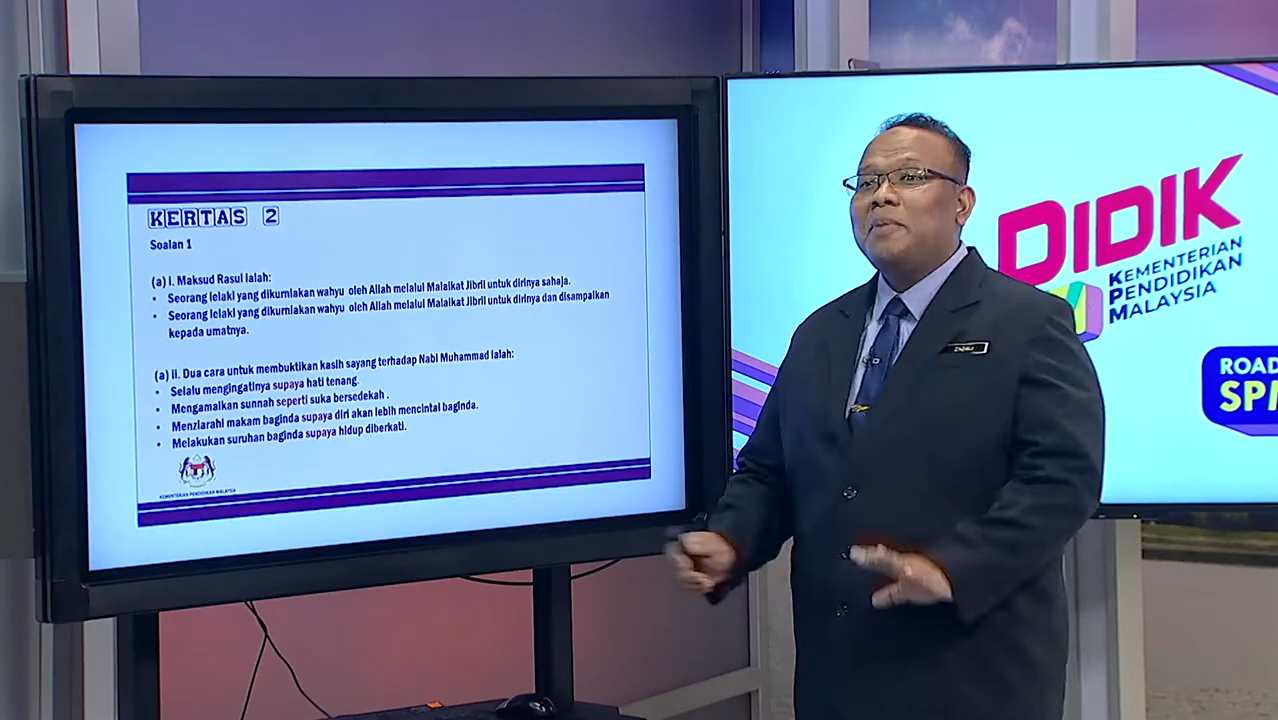 KERTAS 2
Soalan 1
(a) i. Maksud Rasul ialah:
• Seorang lelaki yang dikurniakan wahyu oleh Allah melalui Malaikat Jibril untuk dirinya sahaja.
• Seorang lelaki yang dikurniakan wahyu oleh Allah melalui Malaikat Jibril untuk dirinya dan disampaikan
kepada umatnya.
(a) ii. Dua cara untuk membuktikan kasih sayang terhadap Nabi Muhammad ialah:
• Selalu mengingatinya supaya hati tenang.
• Mengamalkan sunnah seperti suka bersedekah .
• Menziarahi makam baginda supaya diri akan lebih mencintai baginda.
• Melakukan suruhan baginda supaya hidup diberkati.
KEMENTERIAN PENDIDIKAN MALAYSIA
DIDIK
KEMENTERIAN
PENDIDIKAN
MALAYSIA
ROAD
SPM